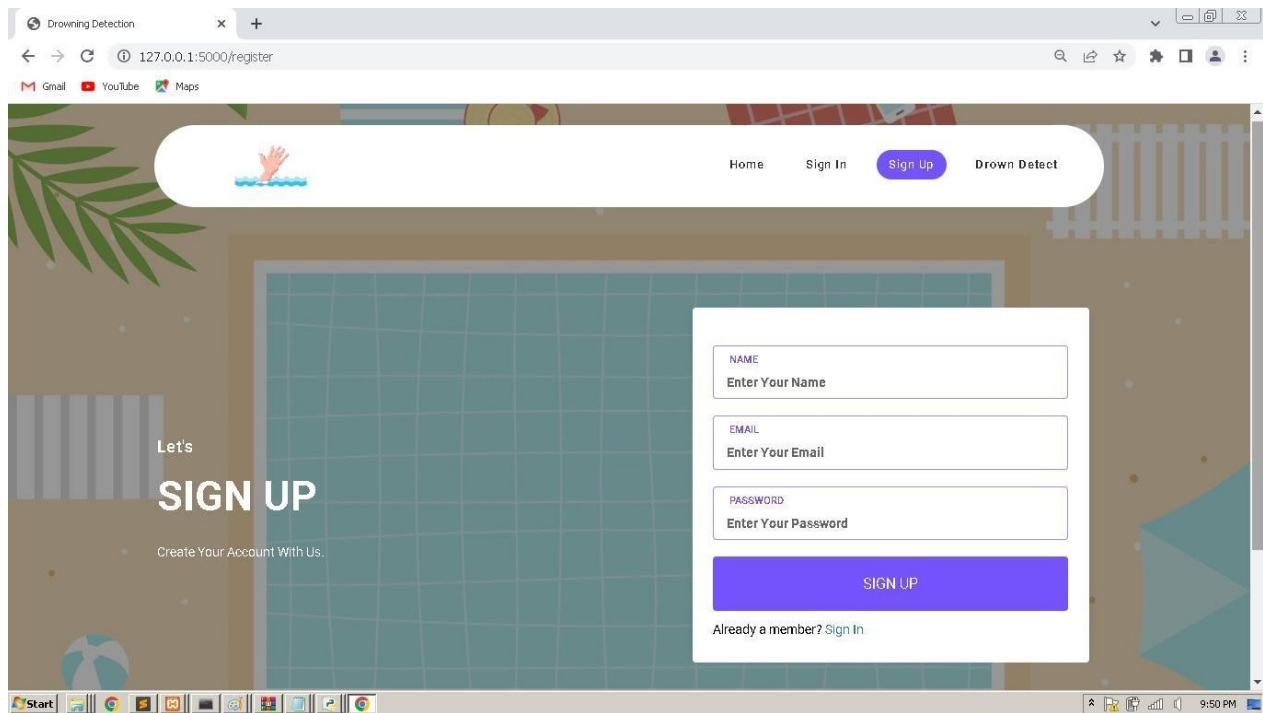 Drowning Detection
127.0.0.1:5000/register
Gmail YouTube Maps
Home Sign In Sign Up Drown Detect
Let's
SIGN UP
Create Your Account With Us.
NAME
Enter Your Name
EMAIL
Enter Your Email
PASSWORD
Enter Your Password
SIGN UP
Already a member? Sign In
Start 9:50 PM